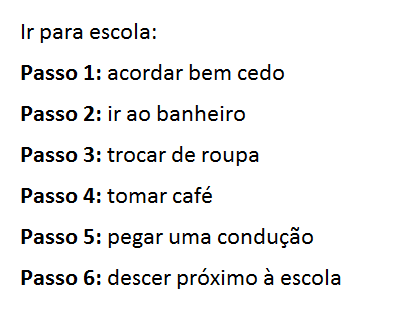 Ir para escola:
Passo 1: acordar bem cedo
Passo 2: ir ao banheiro
Passo 3: trocar de roupa
Passo 4: tomar café
Passo 5: pegar uma condução
Passo 6: descer próximo à escola